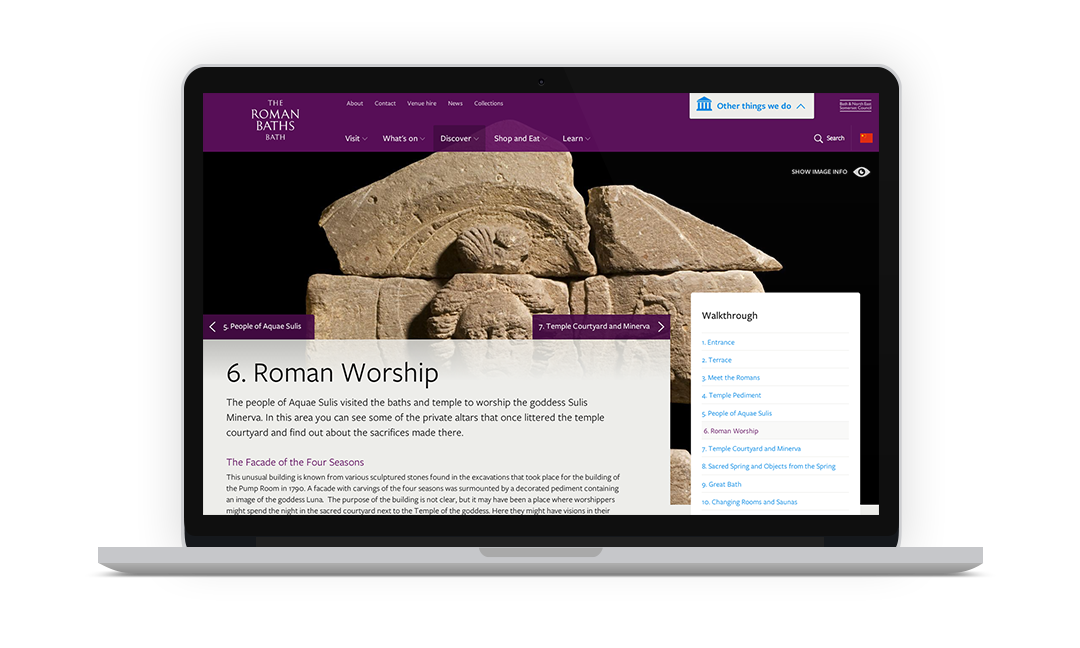 THE
ROMAN
BATHS
BATH
About Contact Venue hire News Collections
Other things we do
Bath & North East
Somerset Council
Visit What's on Discover Shop and Eat Learn
Search
SHOW IMAGE INFO
5. People of Aquae Sulis
7. Temple Courtyard and Minerva
6. Roman Worship
The people of Aquae Sulis visited the baths and temple to worship the goddess Sulis
Minerva. In this area you can see some of the private altars that once littered the temple
courtyard and find out about the sacrifices made there.
The Facade of the Four Seasons
This unusual building is known from various sculptured stones found in the excavations that took place for the building of
the Pump Room in 1790. A facade with carvings of the four seasons was surmounted by a decorated pediment containing
an image of the goddess Luna. The purpose of the building is not clear, but it may have been a place where worshippers
might spend the night in the sacred courtyard next to the Temple of the goddess. Here they might have visions in their
Walkthrough
1. Entrance
2. Terrace
3. Meet the Romans
4. Temple Pediment
5. People of Aquae Sulis
6. Roman Worship
7. Temple Courtyard and Minerva
8. Sacred Spring and Objects from the Spring
9. Great Bath
10. Changing Rooms and Saunas